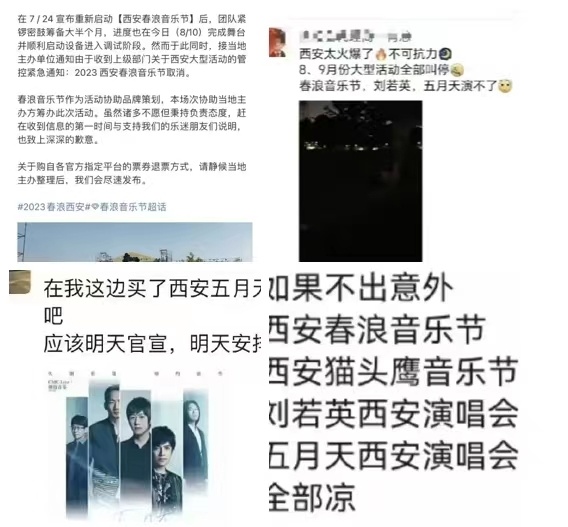 在 7 / 24 宣布重新启动【西安春浪音乐节】后，团队紧
锣密鼓筹备大半个月，进度也在今日（8/10）完成舞台
并顺利启动设备进入调试阶段。然而于此同时，接当地
主办单位通知由于收到上级部门关于西安大型活动的管
控紧急通知：2023 西安春浪音乐节取消。
春浪音乐节作为活动协助品牌策划，本场次协助当地主
办方筹办此次活动。虽然诸多不愿但秉持负责态度，赶
在收到信息的第一时间与支持我们的乐迷朋友们说明，
也致上深深的歉意。
关于购自各官方指定平台的票券退票方式，请静候当地
主办整理后，我们会尽速发布。
#2023春浪西安#春浪音乐节超话
西安太火爆了🔥不可抗力
8、9月份大型活动全部叫停
春浪音乐节，刘若英，五月天演不了
在我这边买了西安五月天
吧
应该明天官宣，明天安排
如果不出意外
西安春浪音乐节
西安猫头鹰音乐节
刘若英西安演唱会
五月天西安演唱会
全部凉